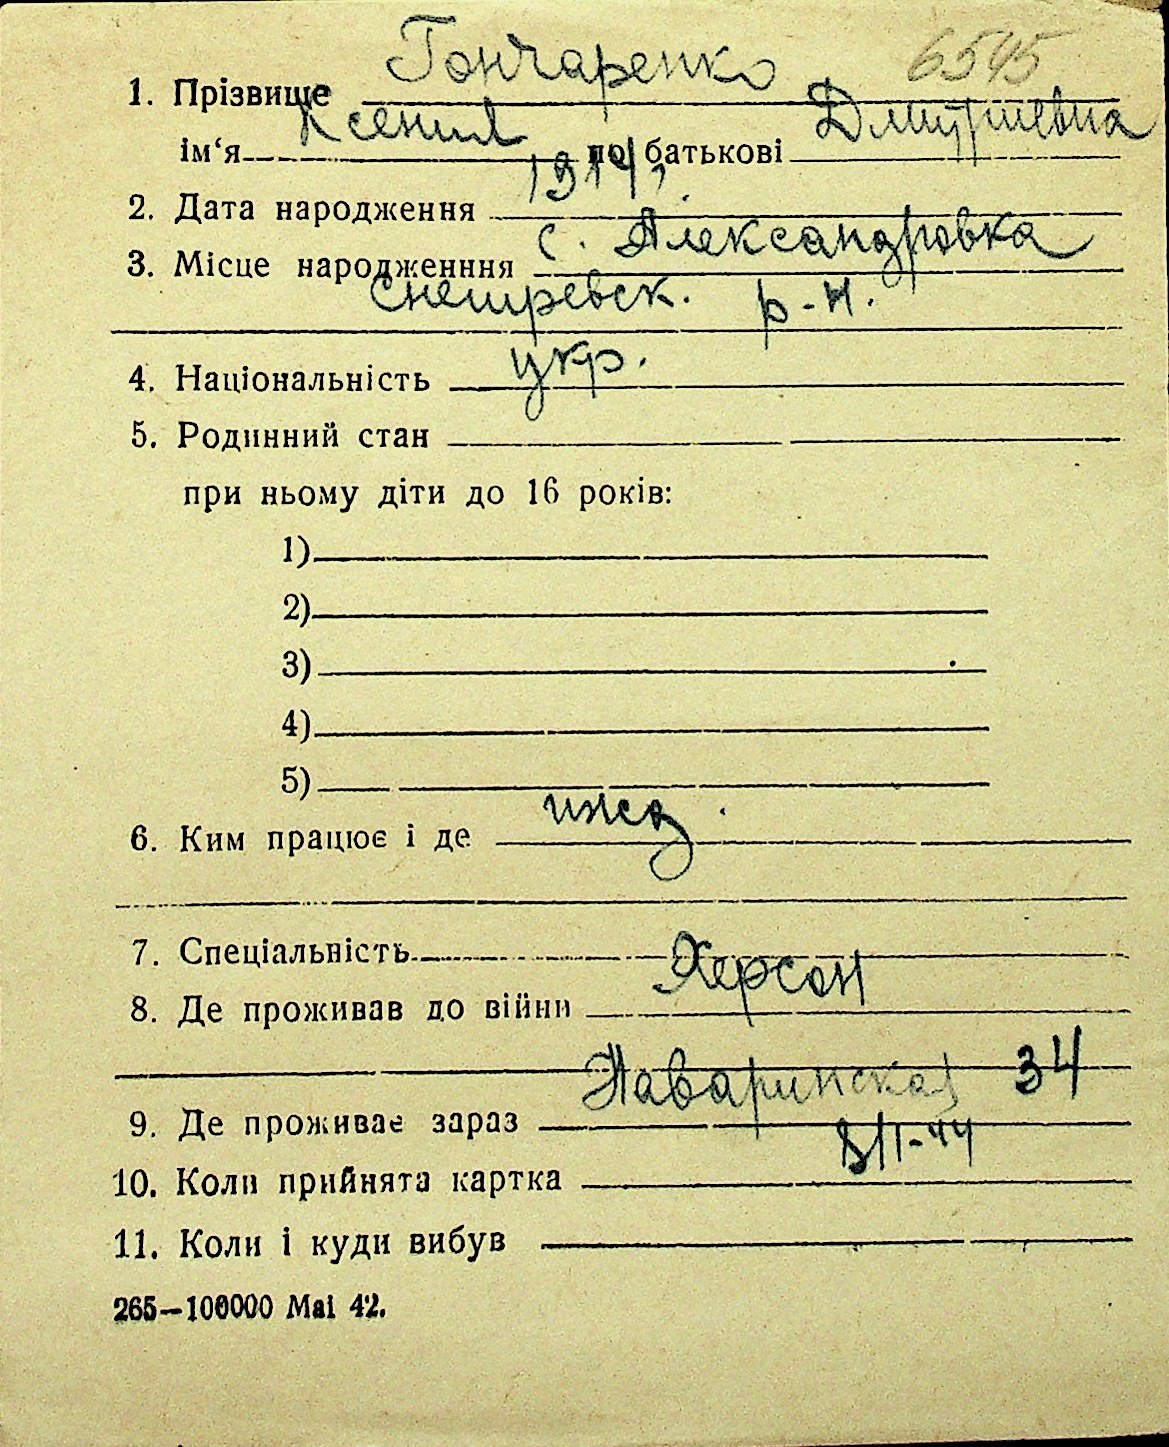 Гончаренко 6545
1. Прізвище
Ксения Дмитриевна
ім‘я по батькові
1914,
2. Дата народження
с. Александровка
3. Місце народженння
Снегиревск. р-н.
укр.
4. Національність
5. Родинний стан
при ньому діти до 16 років:
1)
2)
3)
4)
5)
ижд.
6. Ким працює і де
7. Спеціальність
Херсон
8. Де проживав до війни
Наваринская 34
9. Де проживає зараз
10. Коли прийнята картка
11. Коли і куди вибув
265—100000 Mai 42.